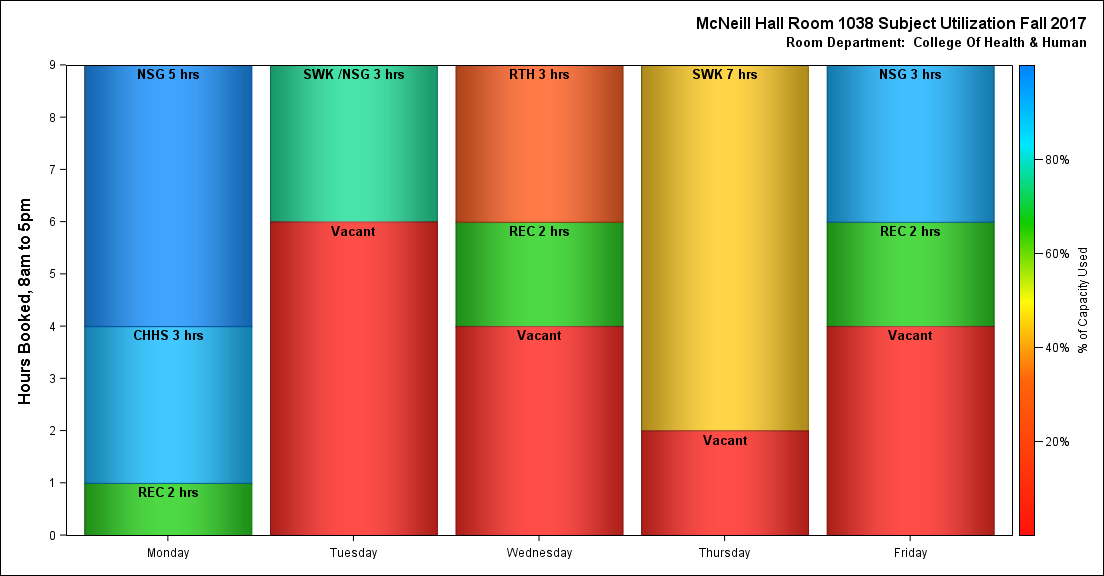 McNeill Hall Room 1038 Subject Utilization Fall 2017
Room Department:  College Of Health & Human
Hours Booked, 8am to 5pm
9
8
7
6
5
4
3
2
1
0
NSG 5 hrs
CHHS 3 hrs
REC 2 hrs
SWK /NSG 3 hrs
Vacant
RTH 3 hrs
REC 2 hrs
Vacant
SWK 7 hrs
Vacant
NSG 3 hrs
REC 2 hrs
Vacant
Monday
Tuesday
Wednesday
Thursday
Friday
80%
60%
40%
20%
% of Capacity Used